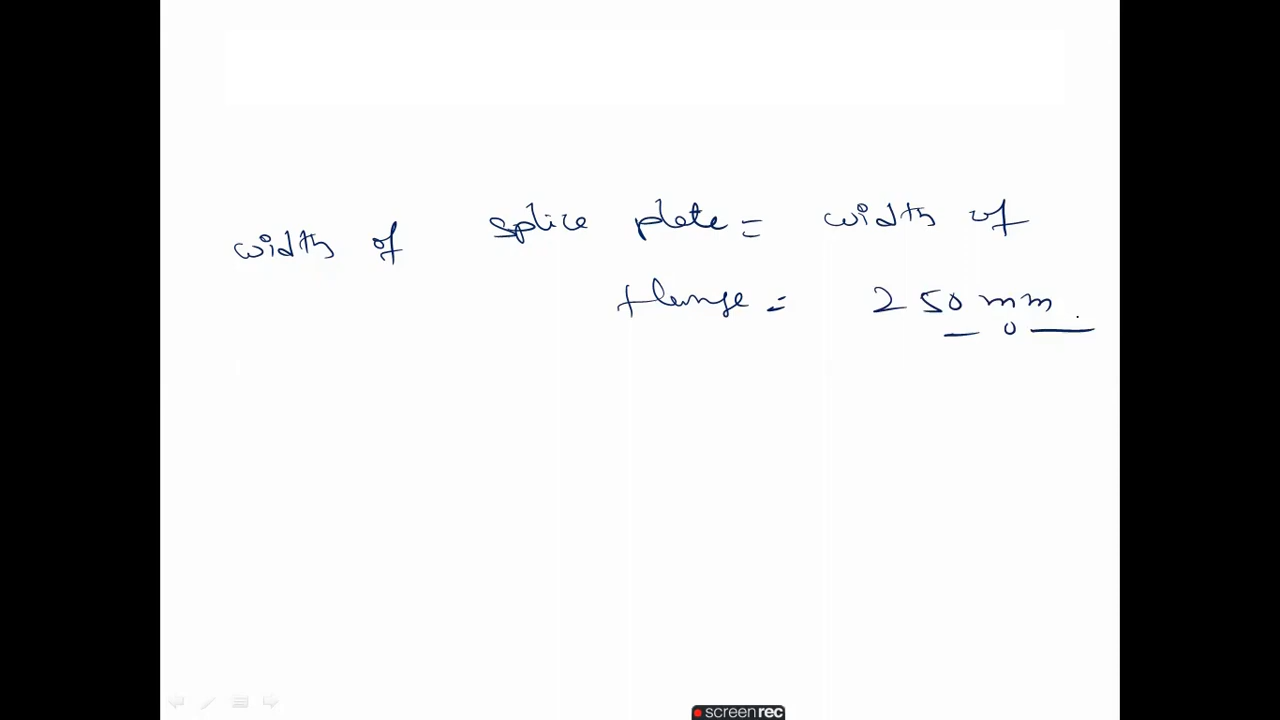 width of splice plate = width of
flange = 250 mm.
screenrec